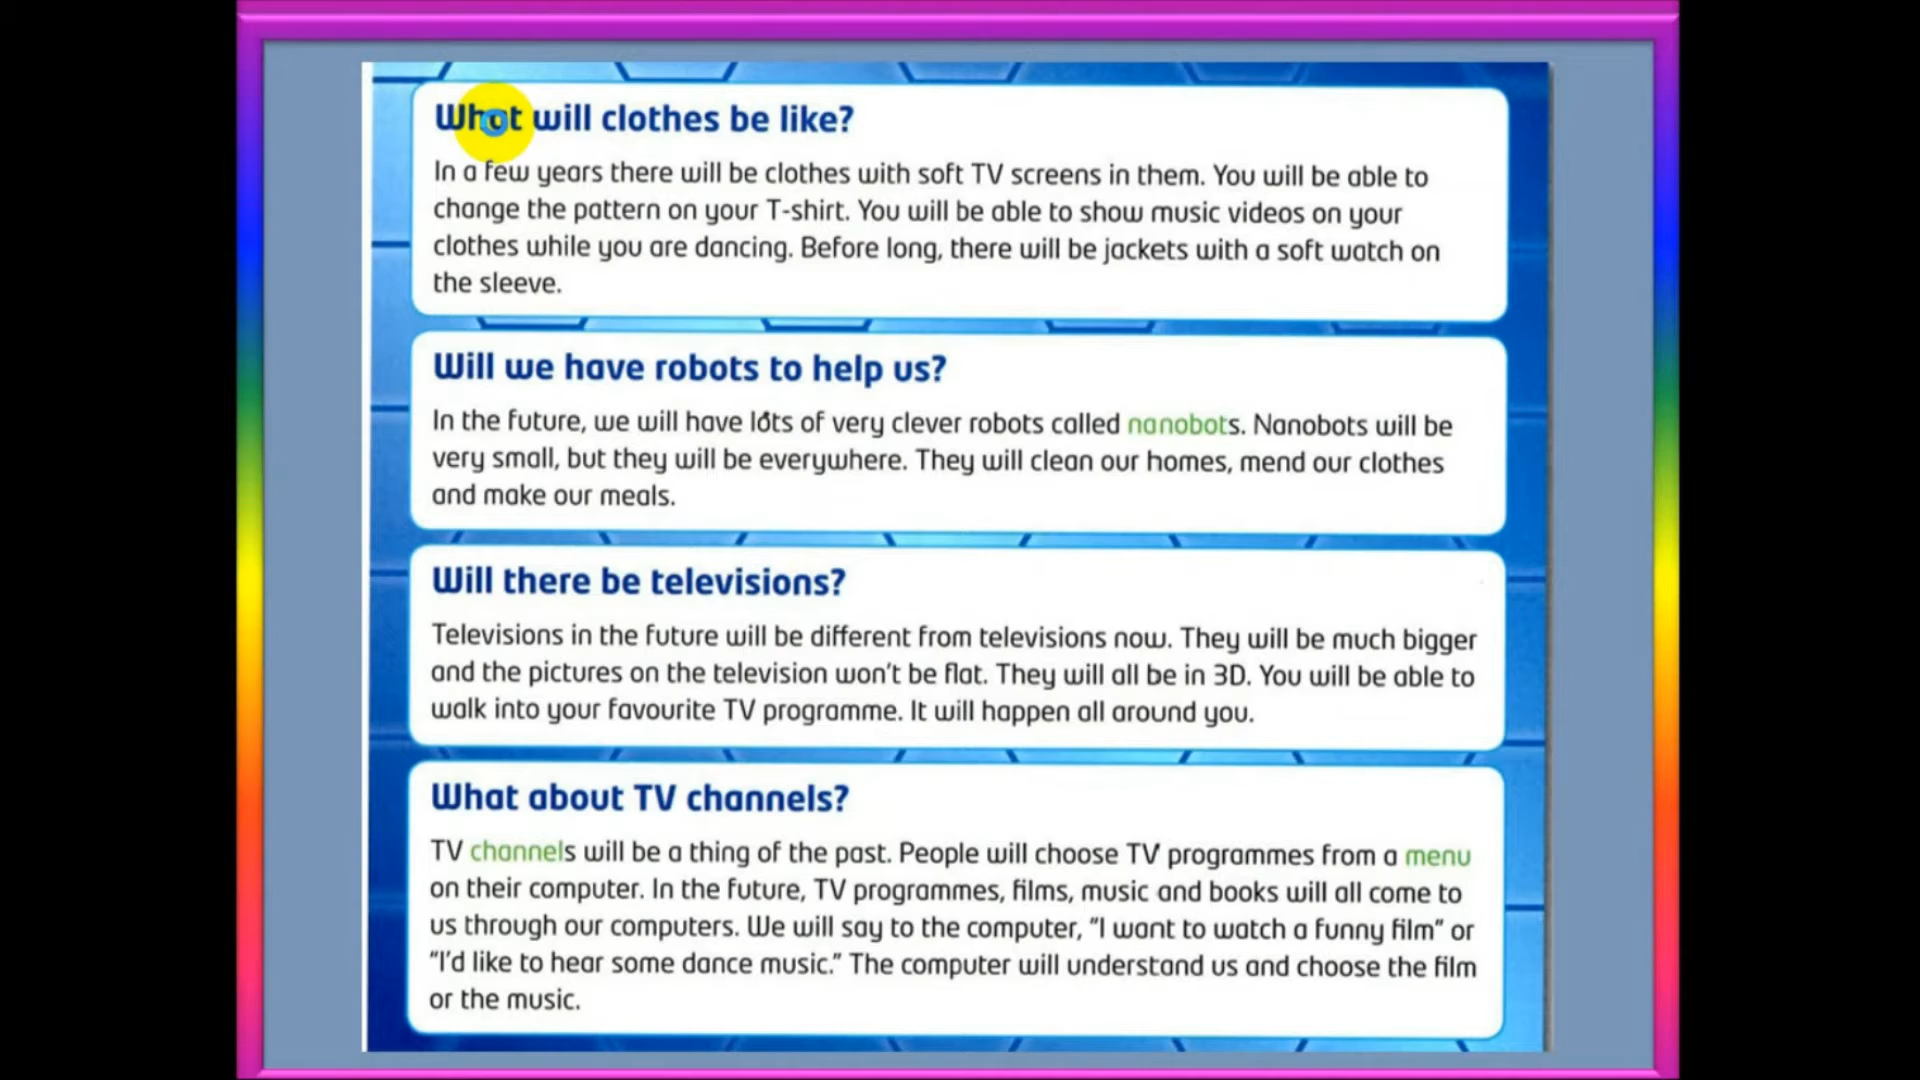 What will clothes be like?
In a few years there will be clothes with soft TV screens in them. You will be able to
change the pattern on your T-shirt. You will be able to show music videos on your
clothes while you are dancing. Before long, there will be jackets with a soft watch on
the sleeve.
Will we have robots to help us?
In the future, we will have lots of very clever robots called nanobots. Nanobots will be
very small, but they will be everywhere. They will clean our homes, mend our clothes
and make our meals.
Will there be televisions?
Televisions in the future will be different from televisions now. They will be much bigger
and the pictures on the television won't be flat. They will all be in 3D. You will be able to
walk into your favourite TV programme. It will happen all around you.
What about TV channels?
TV channels will be a thing of the past. People will choose TV programmes from a menu
on their computer. In the future, TV programmes, films, music and books will all come to
us through our computers. We will say to the computer, "I want to watch a funny film" or
"I'd like to hear some dance music." The computer will understand us and choose the film
or the music.